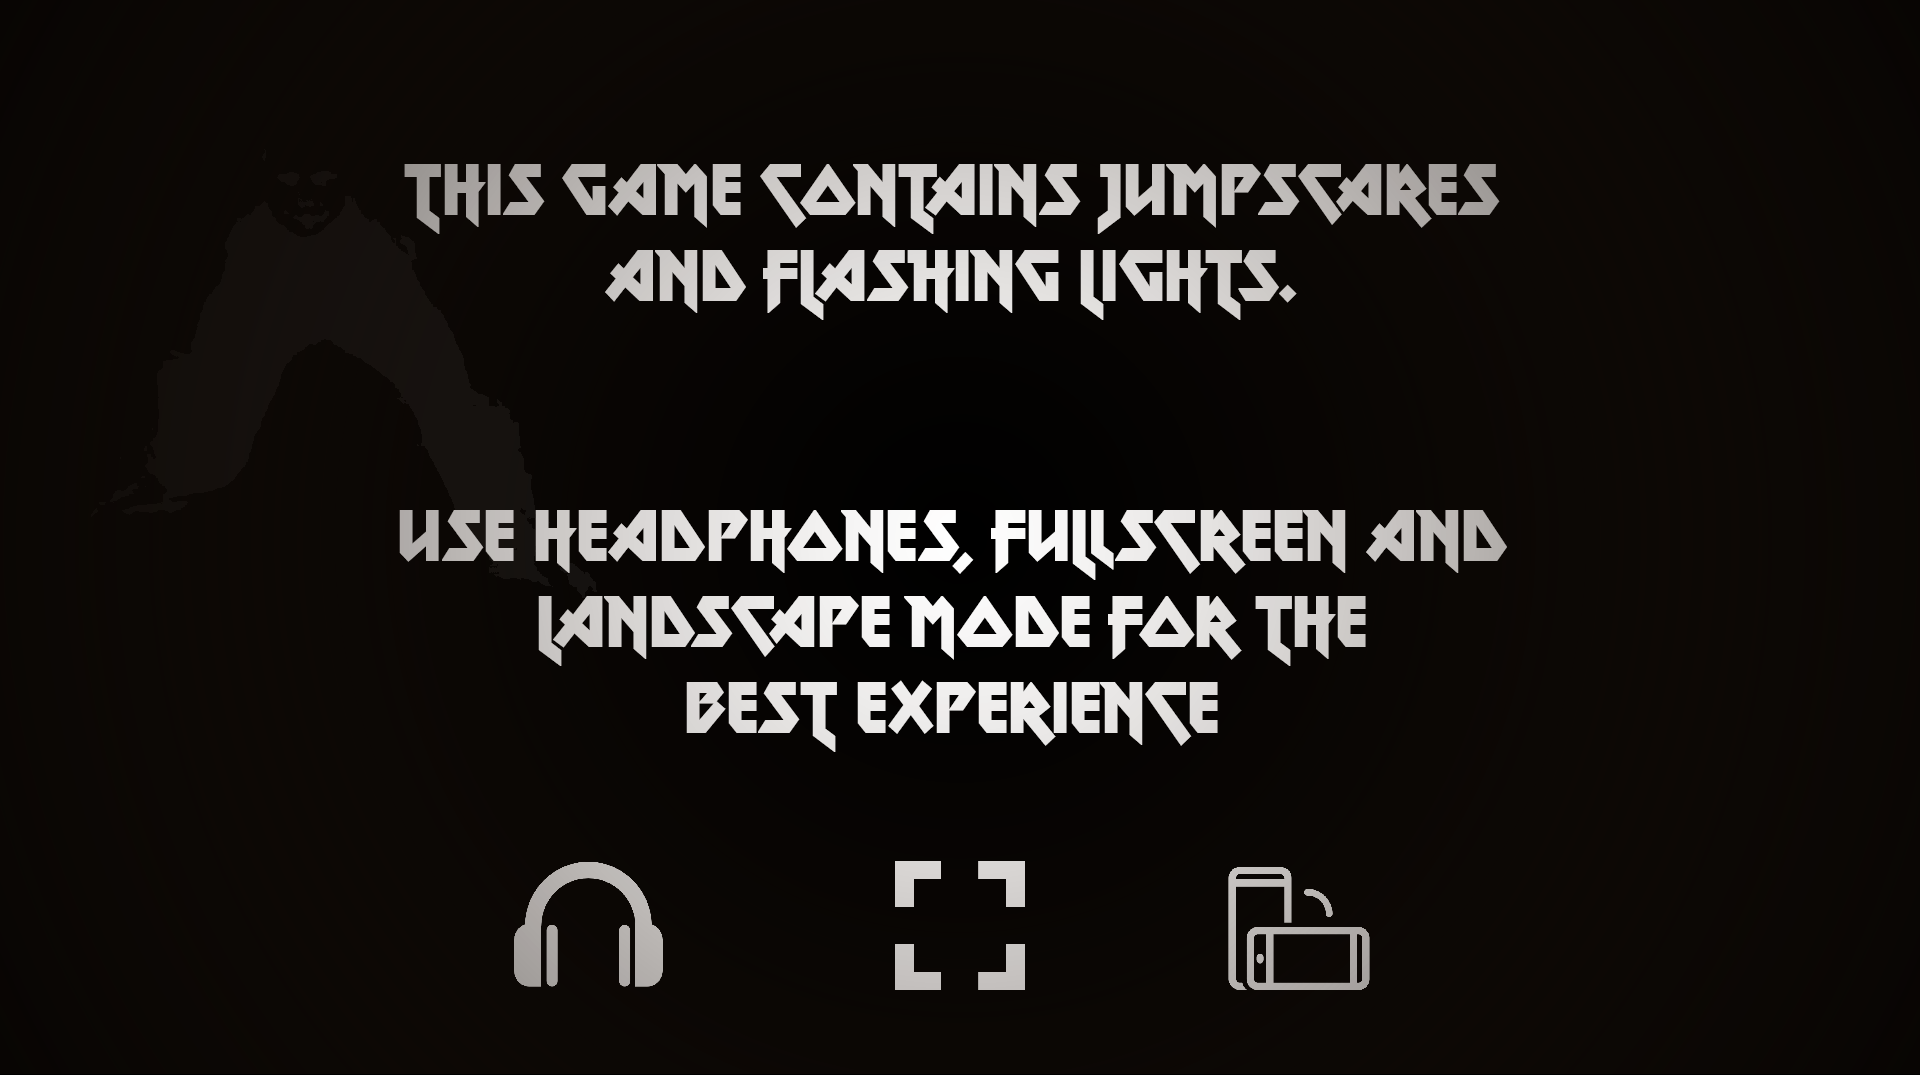 THIS GAME CONTAINS JUMPSCARES
AND FLASHING LIGHTS.
USE HEADPHONES, FULLSCREEN AND
LANDSCAPE MODE FOR THE
BEST EXPERIENCE